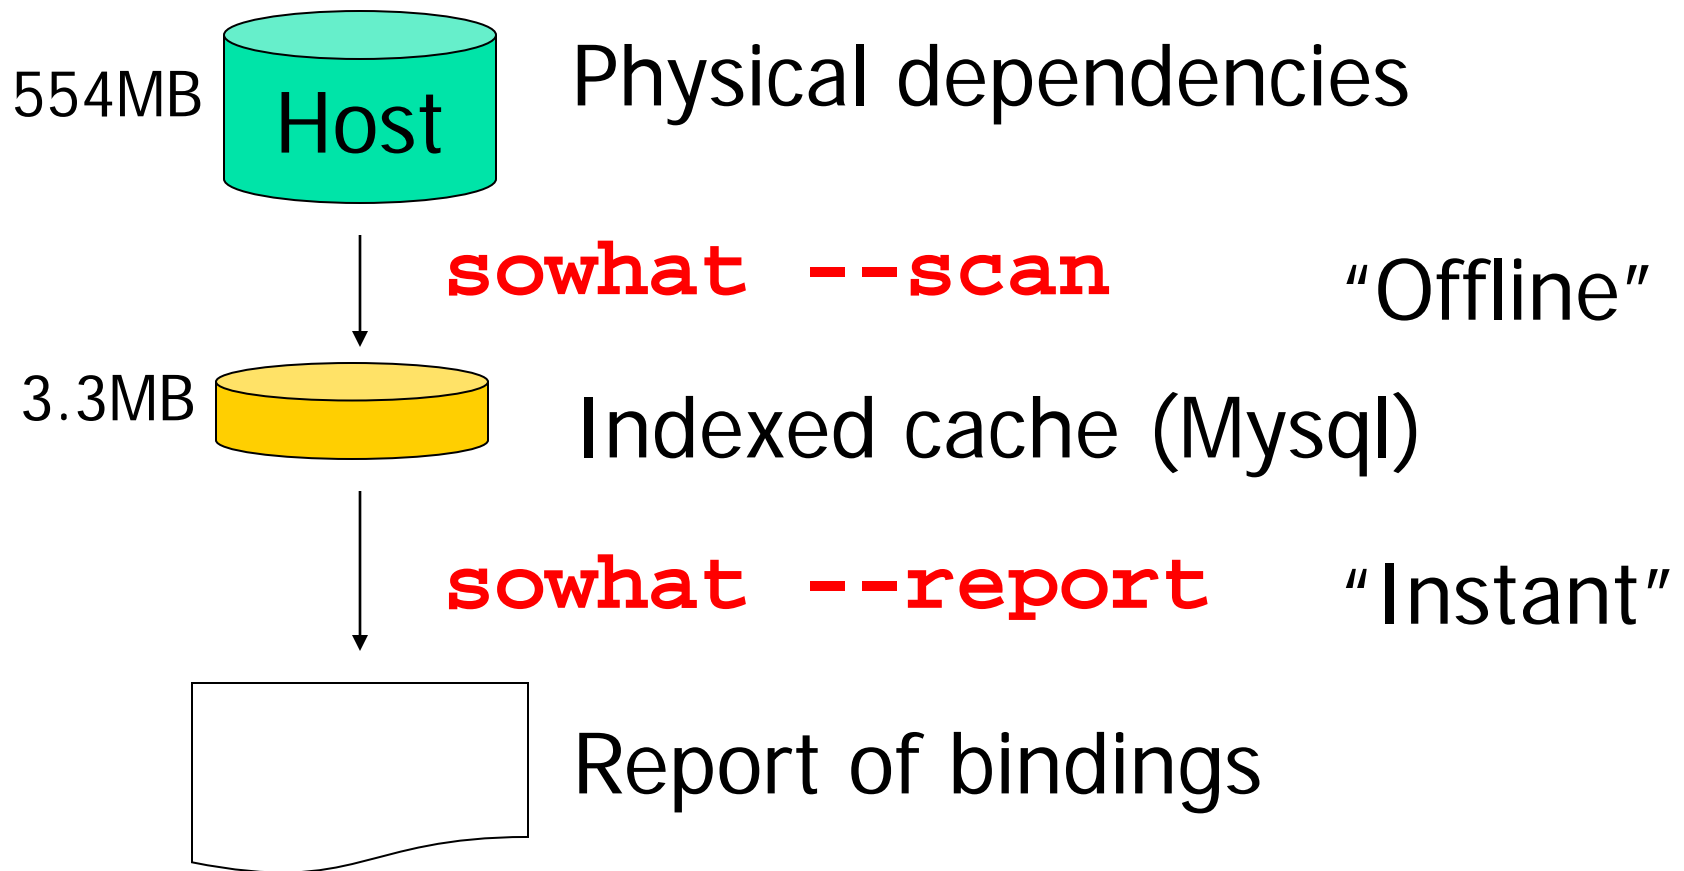 554MB
Host
Physical dependencies
sowhat --scan
“Offline”
3.3MB
Indexed cache (Mysql)
sowhat --report
“Instant”
Report of bindings